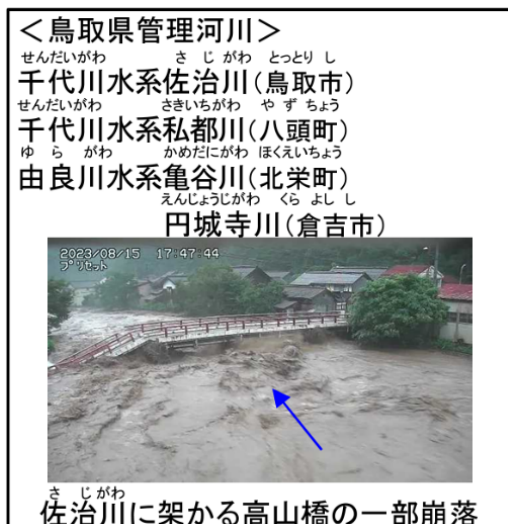 <鳥取県管理河川>
せんだいがわ さじがわ とっとりし
千代川水系佐治川(鳥取市)
せんだいがわ さきいちがわ やずちょう
千代川水系私都川(八頭町)
ゆらがわ かめだにがわ ほくえいちょう
由良川水系亀谷川(北栄町)
えんじょうじがわ くらよしし
円城寺川(倉吉市)
2023/08/15 17:47:44
プリセット
さじがわ
佐治川に架かる高山橋の一部崩落